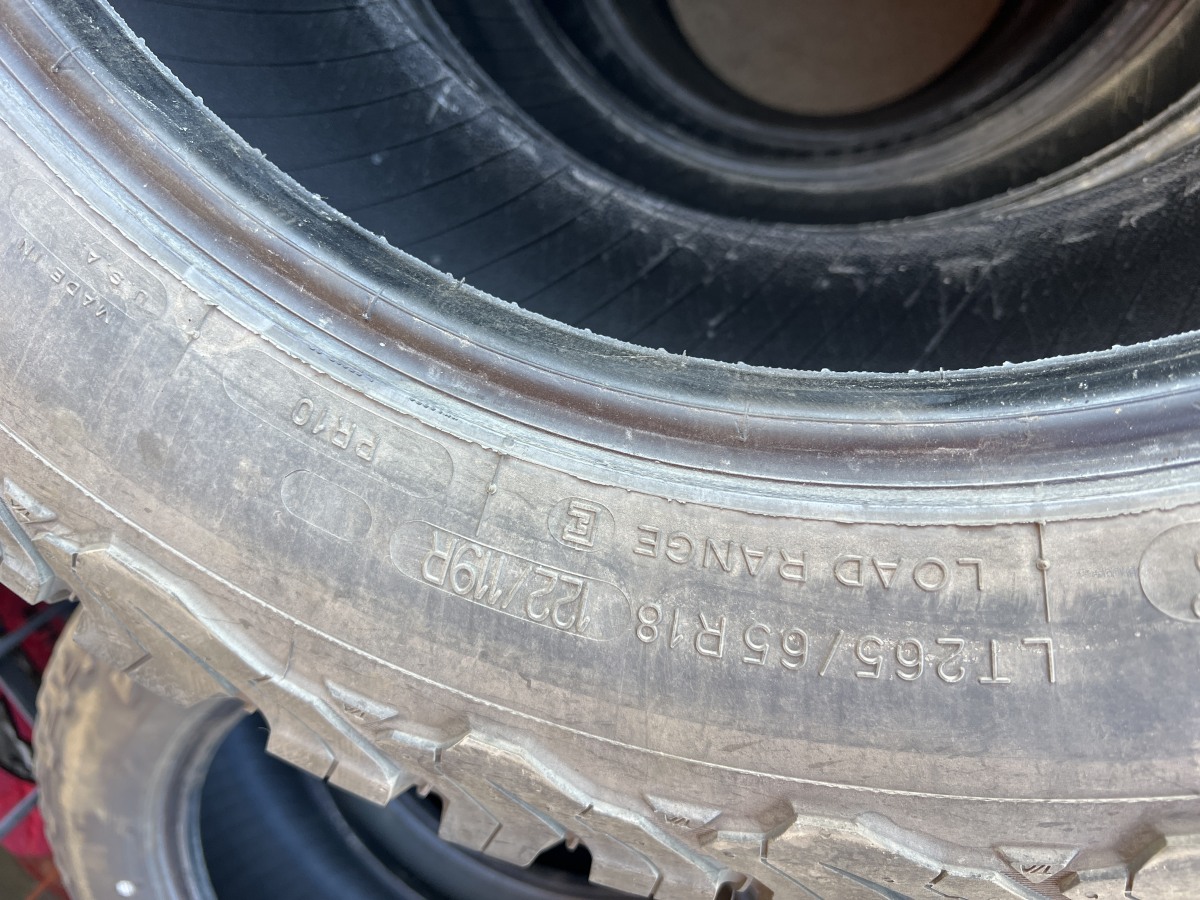 LT265/65R18 122/119R
LOAD RANGE E
PR10
MADE IN
U.S.A.